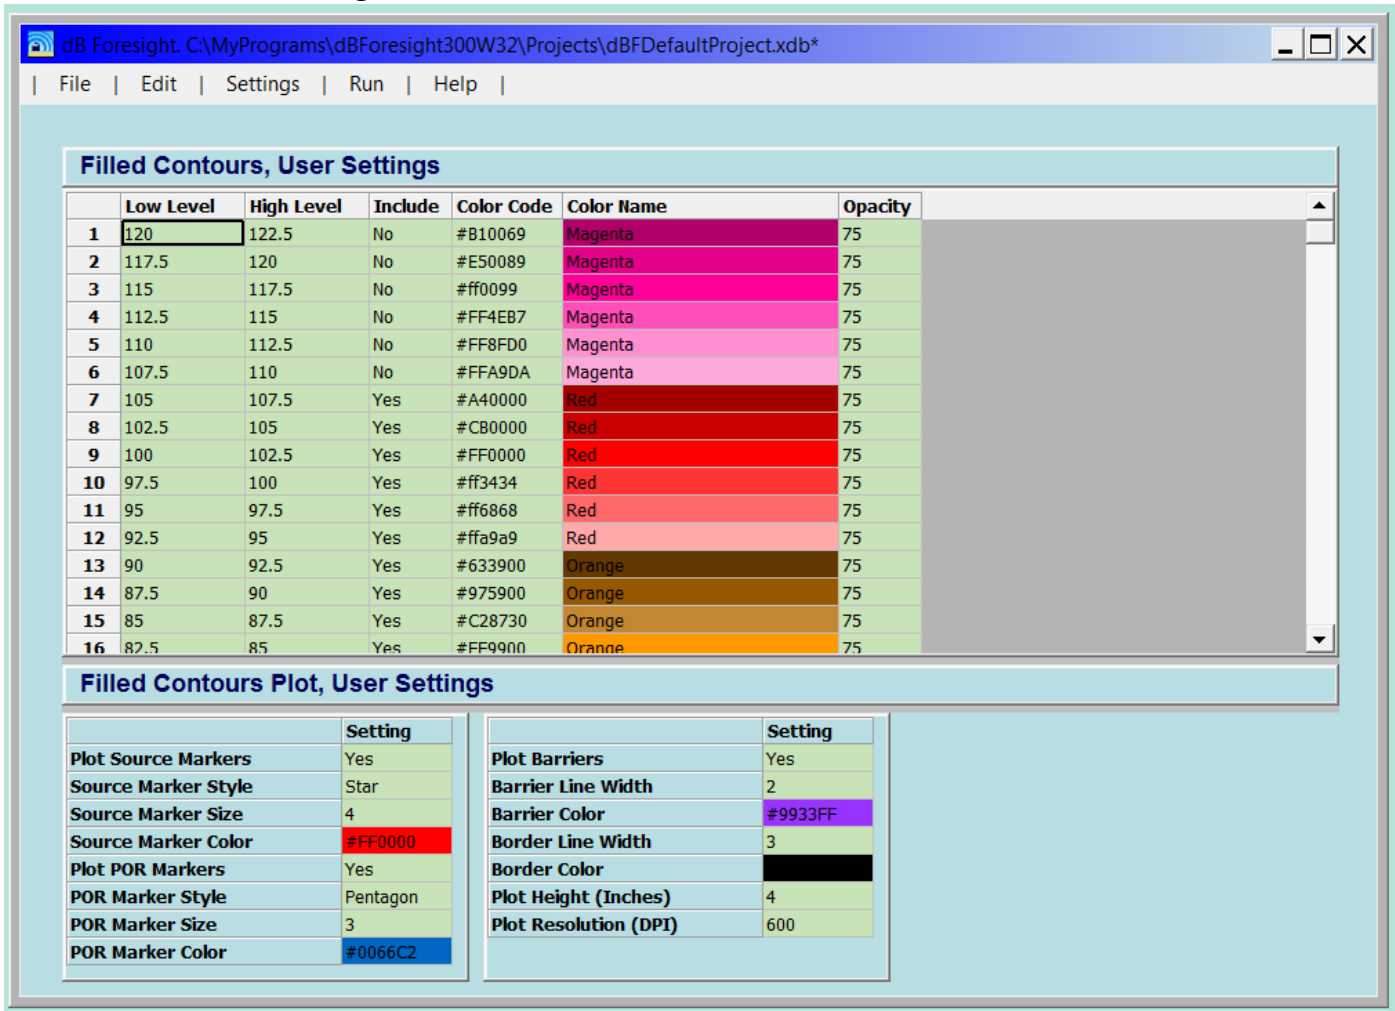 dB Foresight. C:\MyPrograms\dBForesight300W32\Projects\dBFDefaultProject.xdb*
| File | Edit | Settings | Run | Help |
Filled Contours, User Settings
Low Level High Level Include Color Code Color Name Opacity
1 120 122.5 No #B10069 Magenta 75
2 117.5 120 No #E50089 Magenta 75
3 115 117.5 No #ff0099 Magenta 75
4 112.5 115 No #FF4EB7 Magenta 75
5 110 112.5 No #FF8FD0 Magenta 75
6 107.5 110 No #FFA9DA Magenta 75
7 105 107.5 Yes #A40000 Red 75
8 102.5 105 Yes #CB0000 Red 75
9 100 102.5 Yes #FF0000 Red 75
10 97.5 100 Yes #ff3434 Red 75
11 95 97.5 Yes #ff6868 Red 75
12 92.5 95 Yes #ffa9a9 Red 75
13 90 92.5 Yes #633900 Orange 75
14 87.5 90 Yes #975900 Orange 75
15 85 87.5 Yes #C28730 Orange 75
16 82.5 85 Yes #FF9900 Orange 75
Filled Contours Plot, User Settings
Setting
Plot Source Markers Yes
Source Marker Style Star
Source Marker Size 4
Source Marker Color #FF0000
Plot POR Markers Yes
POR Marker Style Pentagon
POR Marker Size 3
POR Marker Color #0066C2
Setting
Plot Barriers Yes
Barrier Line Width 2
Barrier Color #9933FF
Border Line Width 3
Border Color
Plot Height (Inches) 4
Plot Resolution (DPI) 600